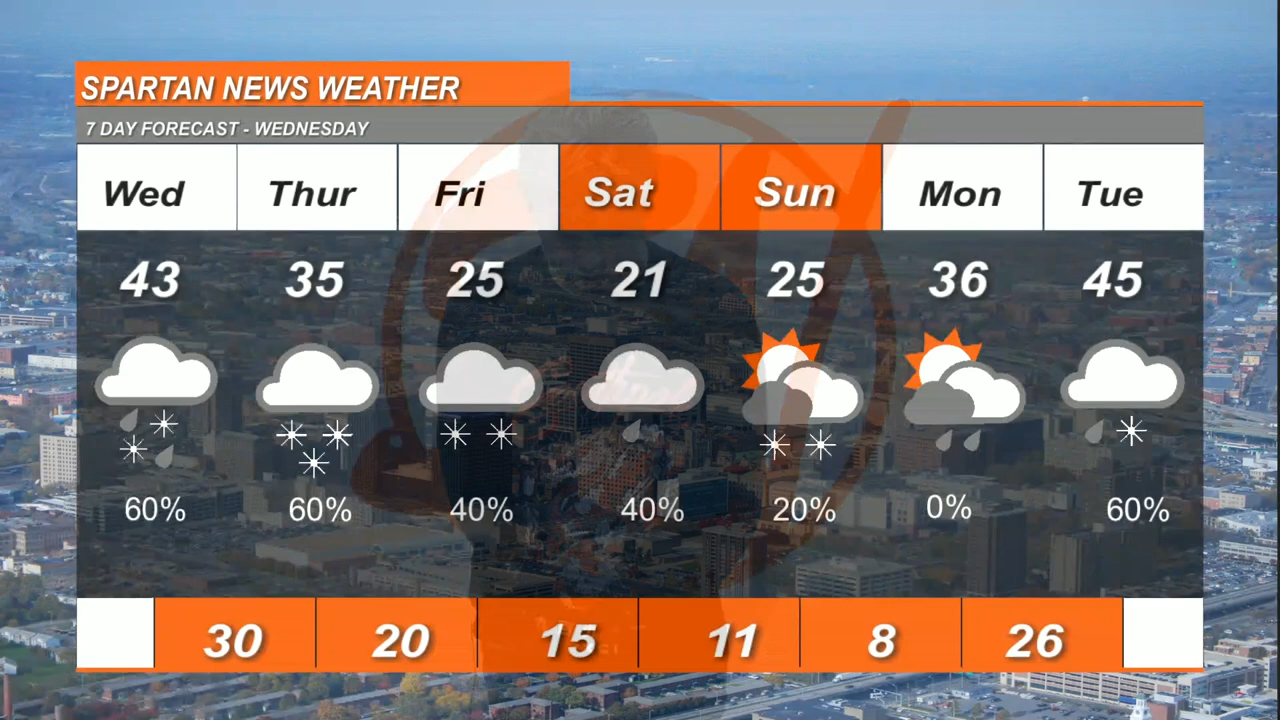 SPARTAN NEWS WEATHER
7 DAY FORECAST - WEDNESDAY
Wed Thur Fri Sat Sun Mon Tue
43 35 25 21 25 36 45
60% 60% 40% 40% 20% 0% 60%
30 20 15 11 8 26